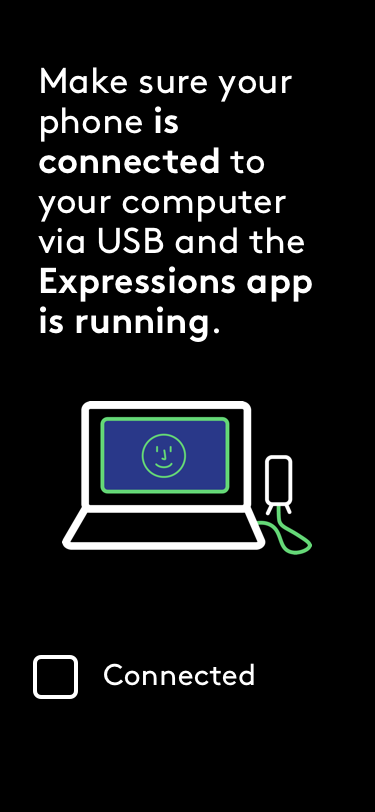 Make sure your
phone is
connected to
your computer
via USB and the
Expressions app
is running.
Connected